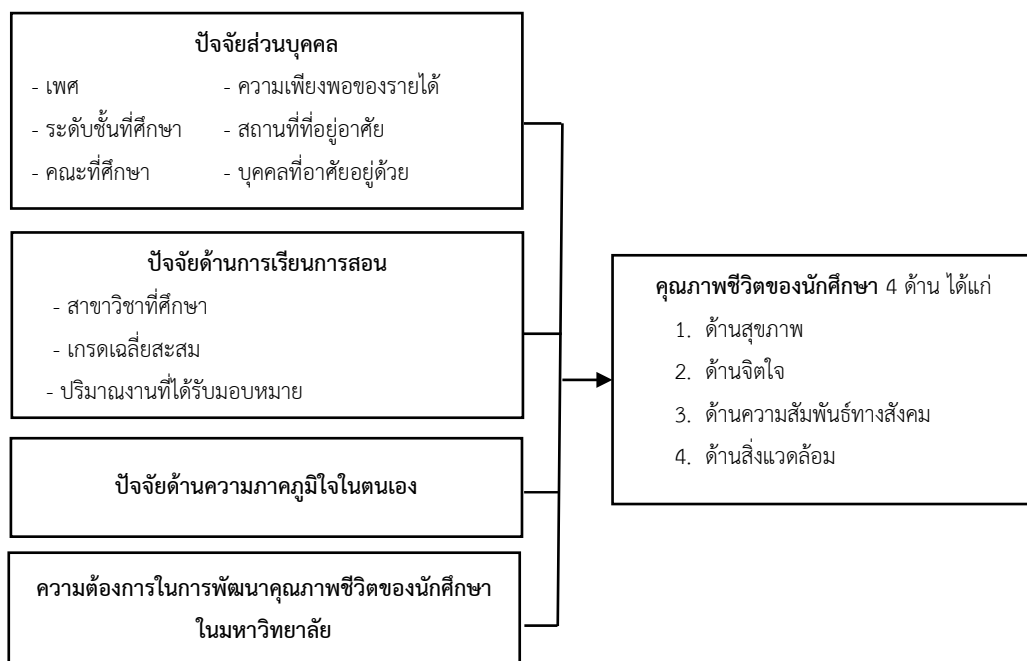 ปัจจัยส่วนบุคคล
- เพศ - ความเพียงพอของรายได้
- ระดับชั้นที่ศึกษา - สถานที่ที่อยู่อาศัย
- คณะที่ศึกษา - บุคคลที่อาศัยอยู่ด้วย
ปัจจัยด้านการเรียนการสอน
- สาขาวิชาที่ศึกษา
- เกรดเฉลี่ยสะสม
- ปริมาณงานที่ได้รับมอบหมาย
ปัจจัยด้านความภาคภูมิใจในตนเอง
ความต้องการในการพัฒนาคุณภาพชีวิตของนักศึกษา
ในมหาวิทยาลัย
คุณภาพชีวิตของนักศึกษา 4 ด้าน ได้แก่
1. ด้านสุขภาพ
2. ด้านจิตใจ
3. ด้านความสัมพันธ์ทางสังคม
4. ด้านสิ่งแวดล้อม